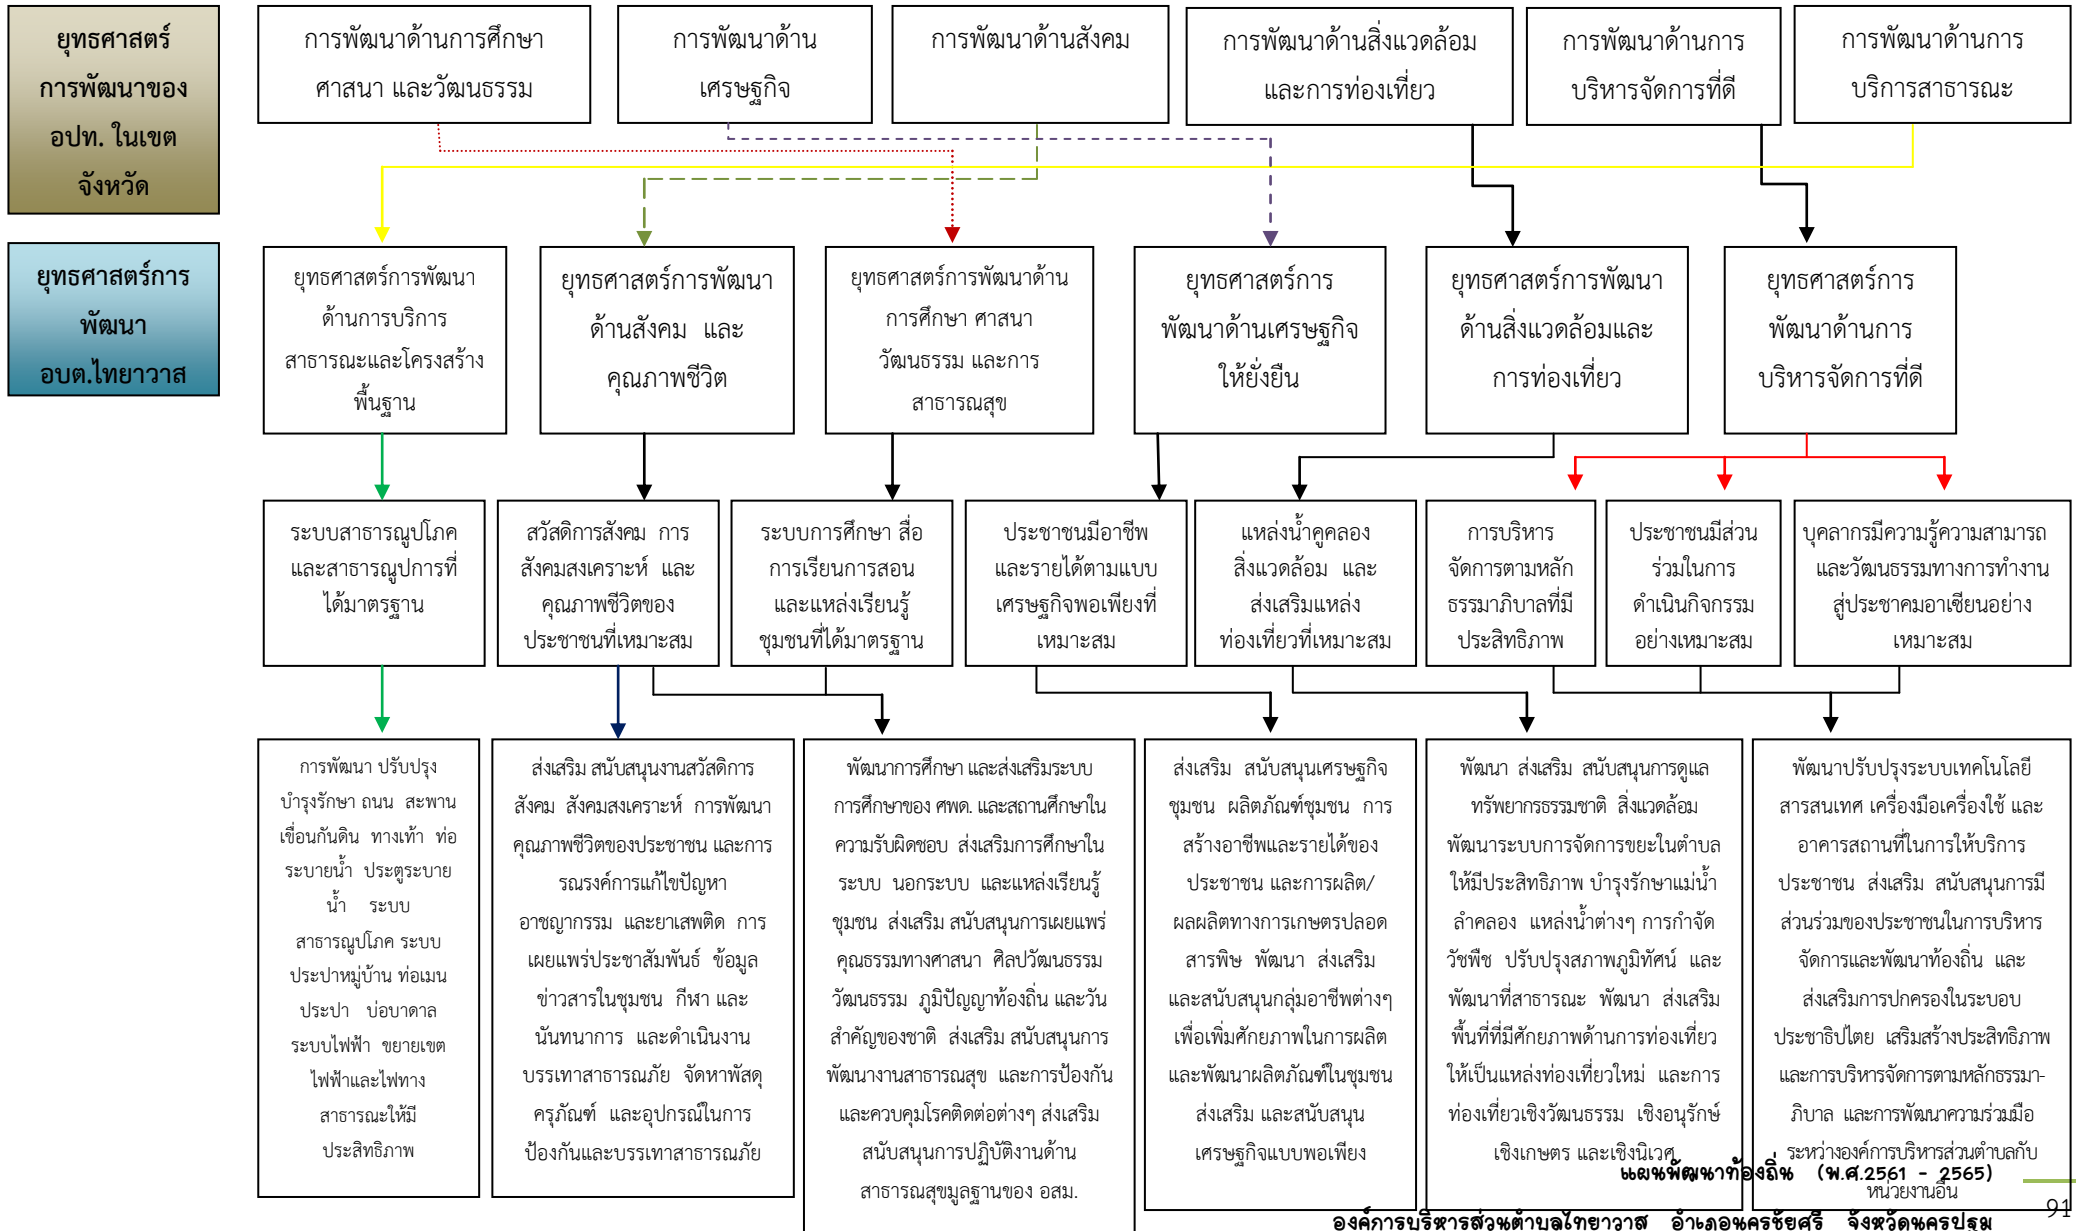 ยุทธศาสตร์
การพัฒนาของ
อปท. ในเขต
จังหวัด
การพัฒนาด้านการศึกษา
ศาสนา และวัฒนธรรม
การพัฒนาด้าน
เศรษฐกิจ
การพัฒนาด้านสังคม
การพัฒนาด้านสิ่งแวดล้อม
และการท่องเที่ยว
การพัฒนาด้านการ
บริหารจัดการที่ดี
การพัฒนาด้านการ
บริการสาธารณะ
ยุทธศาสตร์การ
พัฒนา
อบต.ไทยาวาส
ยุทธศาสตร์การพัฒนา
ด้านการบริการ
สาธารณะและโครงสร้าง
พื้นฐาน
ยุทธศาสตร์การพัฒนา
ด้านสังคม และ
คุณภาพชีวิต
ยุทธศาสตร์การพัฒนาด้าน
การศึกษา ศาสนา
วัฒนธรรม และการ
สาธารณสุข
ยุทธศาสตร์การ
พัฒนาด้านเศรษฐกิจ
ให้ยั่งยืน
ยุทธศาสตร์การพัฒนา
ด้านสิ่งแวดล้อมและ
การท่องเที่ยว
ยุทธศาสตร์การ
พัฒนาด้านการ
บริหารจัดการที่ดี
ระบบสาธารณูปโภค
และสาธารณูปการที่
ได้มาตรฐาน
สวัสดิการสังคม การ
สังคมสงเคราะห์ และ
คุณภาพชีวิตของ
ประชาชนที่เหมาะสม
ระบบการศึกษา สื่อ
การเรียนการสอน
และแหล่งเรียนรู้
ชุมชนที่ได้มาตรฐาน
ประชาชนมีอาชีพ
และรายได้ตามแบบ
เศรษฐกิจพอเพียงที่
เหมาะสม
แหล่งน้ำคูคลอง
สิ่งแวดล้อม และ
ส่งเสริมแหล่ง
ท่องเที่ยวที่เหมาะสม
การบริหาร
จัดการตามหลัก
ธรรมาภิบาลที่มี
ประสิทธิภาพ
ประชาชนมีส่วน
ร่วมในการ
ดำเนินกิจกรรม
อย่างเหมาะสม
บุคลากรมีความรู้ความสามารถ
และวัฒนธรรมทางการทำงาน
สู่ประชาคมอาเซียนอย่าง
เหมาะสม
การพัฒนา ปรับปรุง
บำรุงรักษา ถนน สะพาน
เขื่อนกันดิน ทางเท้า ท่อ
ระบายน้ำ ประตูระบาย
น้ำ ระบบ
สาธารณูปโภค ระบบ
ประปาหมู่บ้าน ท่อเมน
ประปา บ่อบาดาล
ระบบไฟฟ้า ขยายเขต
ไฟฟ้าและไฟทาง
สาธารณะให้มี
ประสิทธิภาพ
ส่งเสริม สนับสนุนงานสวัสดิการ
สังคม สังคมสงเคราะห์ การพัฒนา
คุณภาพชีวิตของประชาชน และการ
รณรงค์การแก้ไขปัญหา
อาชญากรรม และยาเสพติด การ
เผยแพร่ประชาสัมพันธ์ ข้อมูล
ข่าวสารในชุมชน กีฬา และ
นันทนาการ และดำเนินงาน
บรรเทาสาธารณภัย จัดหาพัสดุ
ครุภัณฑ์ และอุปกรณ์ในการ
ป้องกันและบรรเทาสาธารณภัย
พัฒนาการศึกษา และส่งเสริมระบบ
การศึกษาของ ศพด. และสถานศึกษาใน
ความรับผิดชอบ ส่งเสริมการศึกษาใน
ระบบ นอกระบบ และแหล่งเรียนรู้
ชุมชน ส่งเสริม สนับสนุนการเผยแพร่
คุณธรรมทางศาสนา ศิลปวัฒนธรรม
วัฒนธรรม ภูมิปัญญาท้องถิ่น และวัน
สำคัญของชาติ ส่งเสริม สนับสนุนการ
พัฒนางานสาธารณสุข และการป้องกัน
และควบคุมโรคติดต่อต่างๆ ส่งเสริม
สนับสนุนการปฏิบัติงานด้าน
สาธารณสุขมูลฐานของ อสม.
ส่งเสริม สนับสนุนเศรษฐกิจ
ชุมชน ผลิตภัณฑ์ชุมชน การ
สร้างอาชีพและรายได้ของ
ประชาชน และการผลิต/
ผลผลิตทางการเกษตรปลอด
สารพิษ พัฒนา ส่งเสริม
และสนับสนุนกลุ่มอาชีพต่างๆ
เพื่อเพิ่มศักยภาพในการผลิต
และพัฒนาผลิตภัณฑ์ในชุมชน
ส่งเสริม และสนับสนุน
เศรษฐกิจแบบพอเพียง
พัฒนา ส่งเสริม สนับสนุนการดูแล
ทรัพยากรธรรมชาติ สิ่งแวดล้อม
พัฒนาระบบการจัดการขยะในตำบล
ให้มีประสิทธิภาพ บำรุงรักษาแม่น้ำ
ลำคลอง แหล่งน้ำต่างๆ การกำจัด
วัชพืช ปรับปรุงสภาพภูมิทัศน์ และ
พัฒนาที่สาธารณะ พัฒนา ส่งเสริม
พื้นที่ที่มีศักยภาพด้านการท่องเที่ยว
ให้เป็นแหล่งท่องเที่ยวใหม่ และการ
ท่องเที่ยวเชิงวัฒนธรรม เชิงอนุรักษ์
เชิงเกษตร และเชิงนิเวศ
พัฒนาปรับปรุงระบบเทคโนโลยี
สารสนเทศ เครื่องมือเครื่องใช้ และ
อาคารสถานที่ในการให้บริการ
ประชาชน ส่งเสริม สนับสนุนการมี
ส่วนร่วมของประชาชนในการบริหาร
จัดการและพัฒนาท้องถิ่น และ
ส่งเสริมการปกครองในระบอบ
ประชาธิปไตย เสริมสร้างประสิทธิภาพ
และการบริหารจัดการตามหลักธรรมา-
ภิบาล และการพัฒนาความร่วมมือ
ระหว่างองค์การบริหารส่วนตำบลกับ
หน่วยงานอื่น
แผนพัฒนาท้องถิ่น (พ.ศ.2561 - 2565)
91
องค์การบริหารส่วนตำบลไทยาวาส อำเภอนครชัยศรี จังหวัดนครปฐม